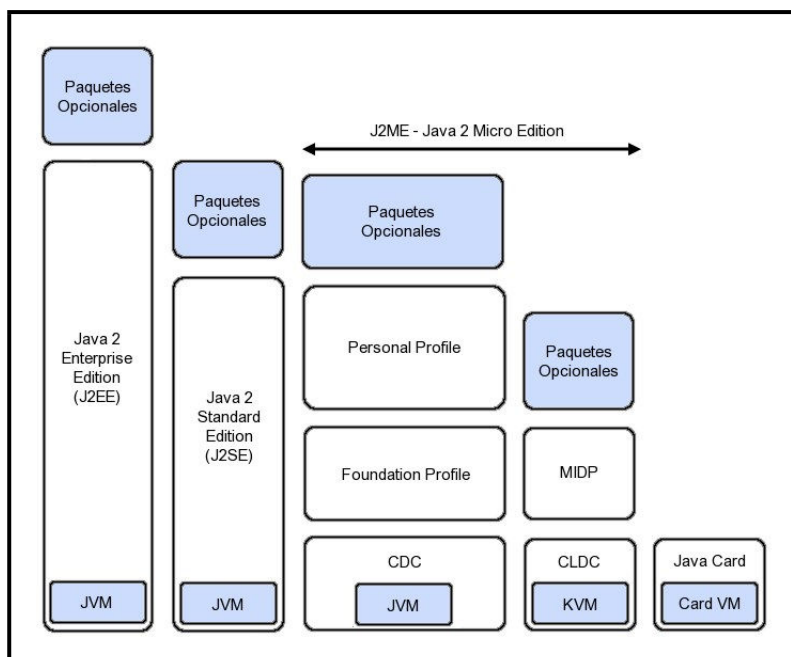 Paquetes
Opcionales
Java 2
Enterprise
Edition
(J2EE)
JVM
Paquetes
Opcionales
Java 2
Standard
Edition
(J2SE)
JVM
J2ME - Java 2 Micro Edition
Paquetes
Opcionales
Personal Profile
Foundation Profile
CDC
JVM
Paquetes
Opcionales
MIDP
CLDC
KVM
Java Card
Card VM